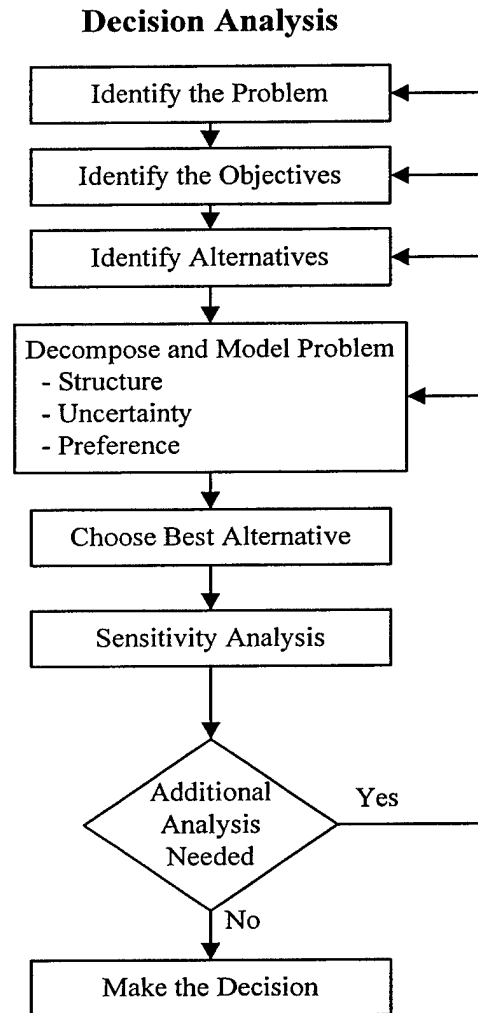 Decision Analysis
Identify the Problem
Identify the Objectives
Identify Alternatives
Decompose and Model Problem
- Structure
- Uncertainty
- Preference
Choose Best Alternative
Sensitivity Analysis
Additional
Analysis
Needed
Yes
No
Make the Decision